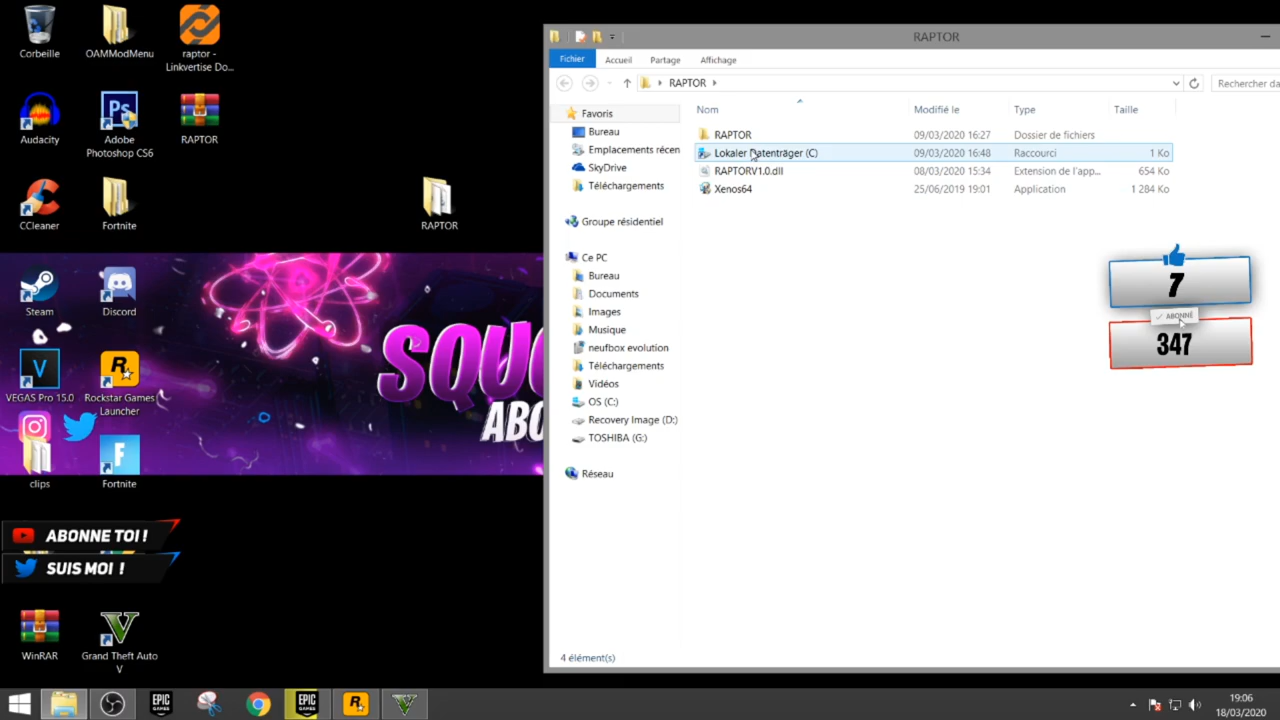 Corbeille
OAMModMenu
raptor -
Linkvertise Do...
Audacity
Adobe
Photoshop CS6
RAPTOR
CCleaner
Fortnite
RAPTOR
Steam
Discord
VEGAS Pro 15.0
Rockstar Games
Launcher
clips
Fortnite
ABO
ABONNE TOI !
SUIS MOI !
WinRAR
Grand Theft Auto
V
RAPTOR
Fichier
Accueil
Partage
Affichage
RAPTOR
Rechercher da
Favoris
Bureau
Emplacements récen
SkyDrive
Téléchargements
Groupe résidentiel
Ce PC
Bureau
Documents
Images
Musique
neufbox evolution
Téléchargements
Vidéos
OS (C:)
Recovery Image (D:)
TOSHIBA (G:)
Réseau
Nom Modifié le Type Taille
RAPTOR 09/03/2020 16:27 Dossier de fichiers
Lokaler Datenträger (C) 09/03/2020 16:48 Raccourci 1 Ko
RAPTORV1.0.dll 08/03/2020 15:34 Extension de l'app... 654 Ko
Xenos64 25/06/2019 19:01 Application 1 284 Ko
7
ABONNÉ
347
4 élément(s)
EPIC
GAMES
EPIC
GAMES
19:06
18/03/2020